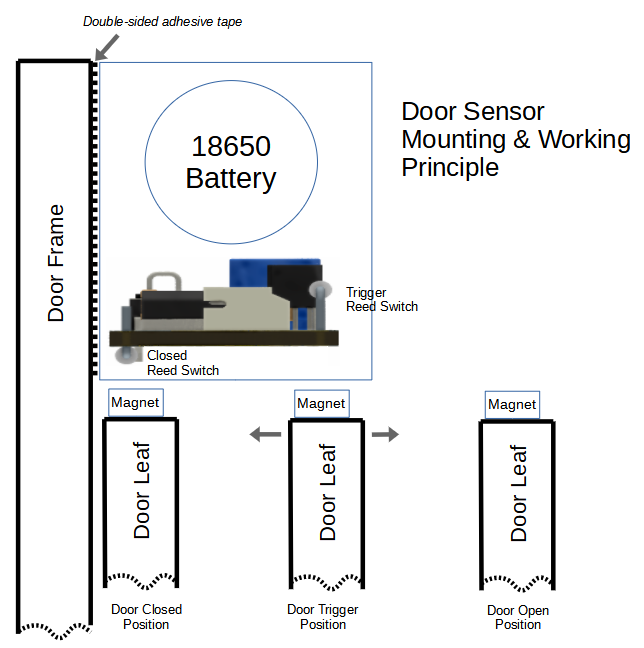 Double-sided adhesive tape
Door Sensor
Mounting & Working
Principle
18650
Battery
Door Frame
Trigger
Reed Switch
Closed
Reed Switch
Magnet
Magnet
Magnet
Door Leaf
Door Leaf
Door Leaf
Door Closed
Position
Door Trigger
Position
Door Open
Position